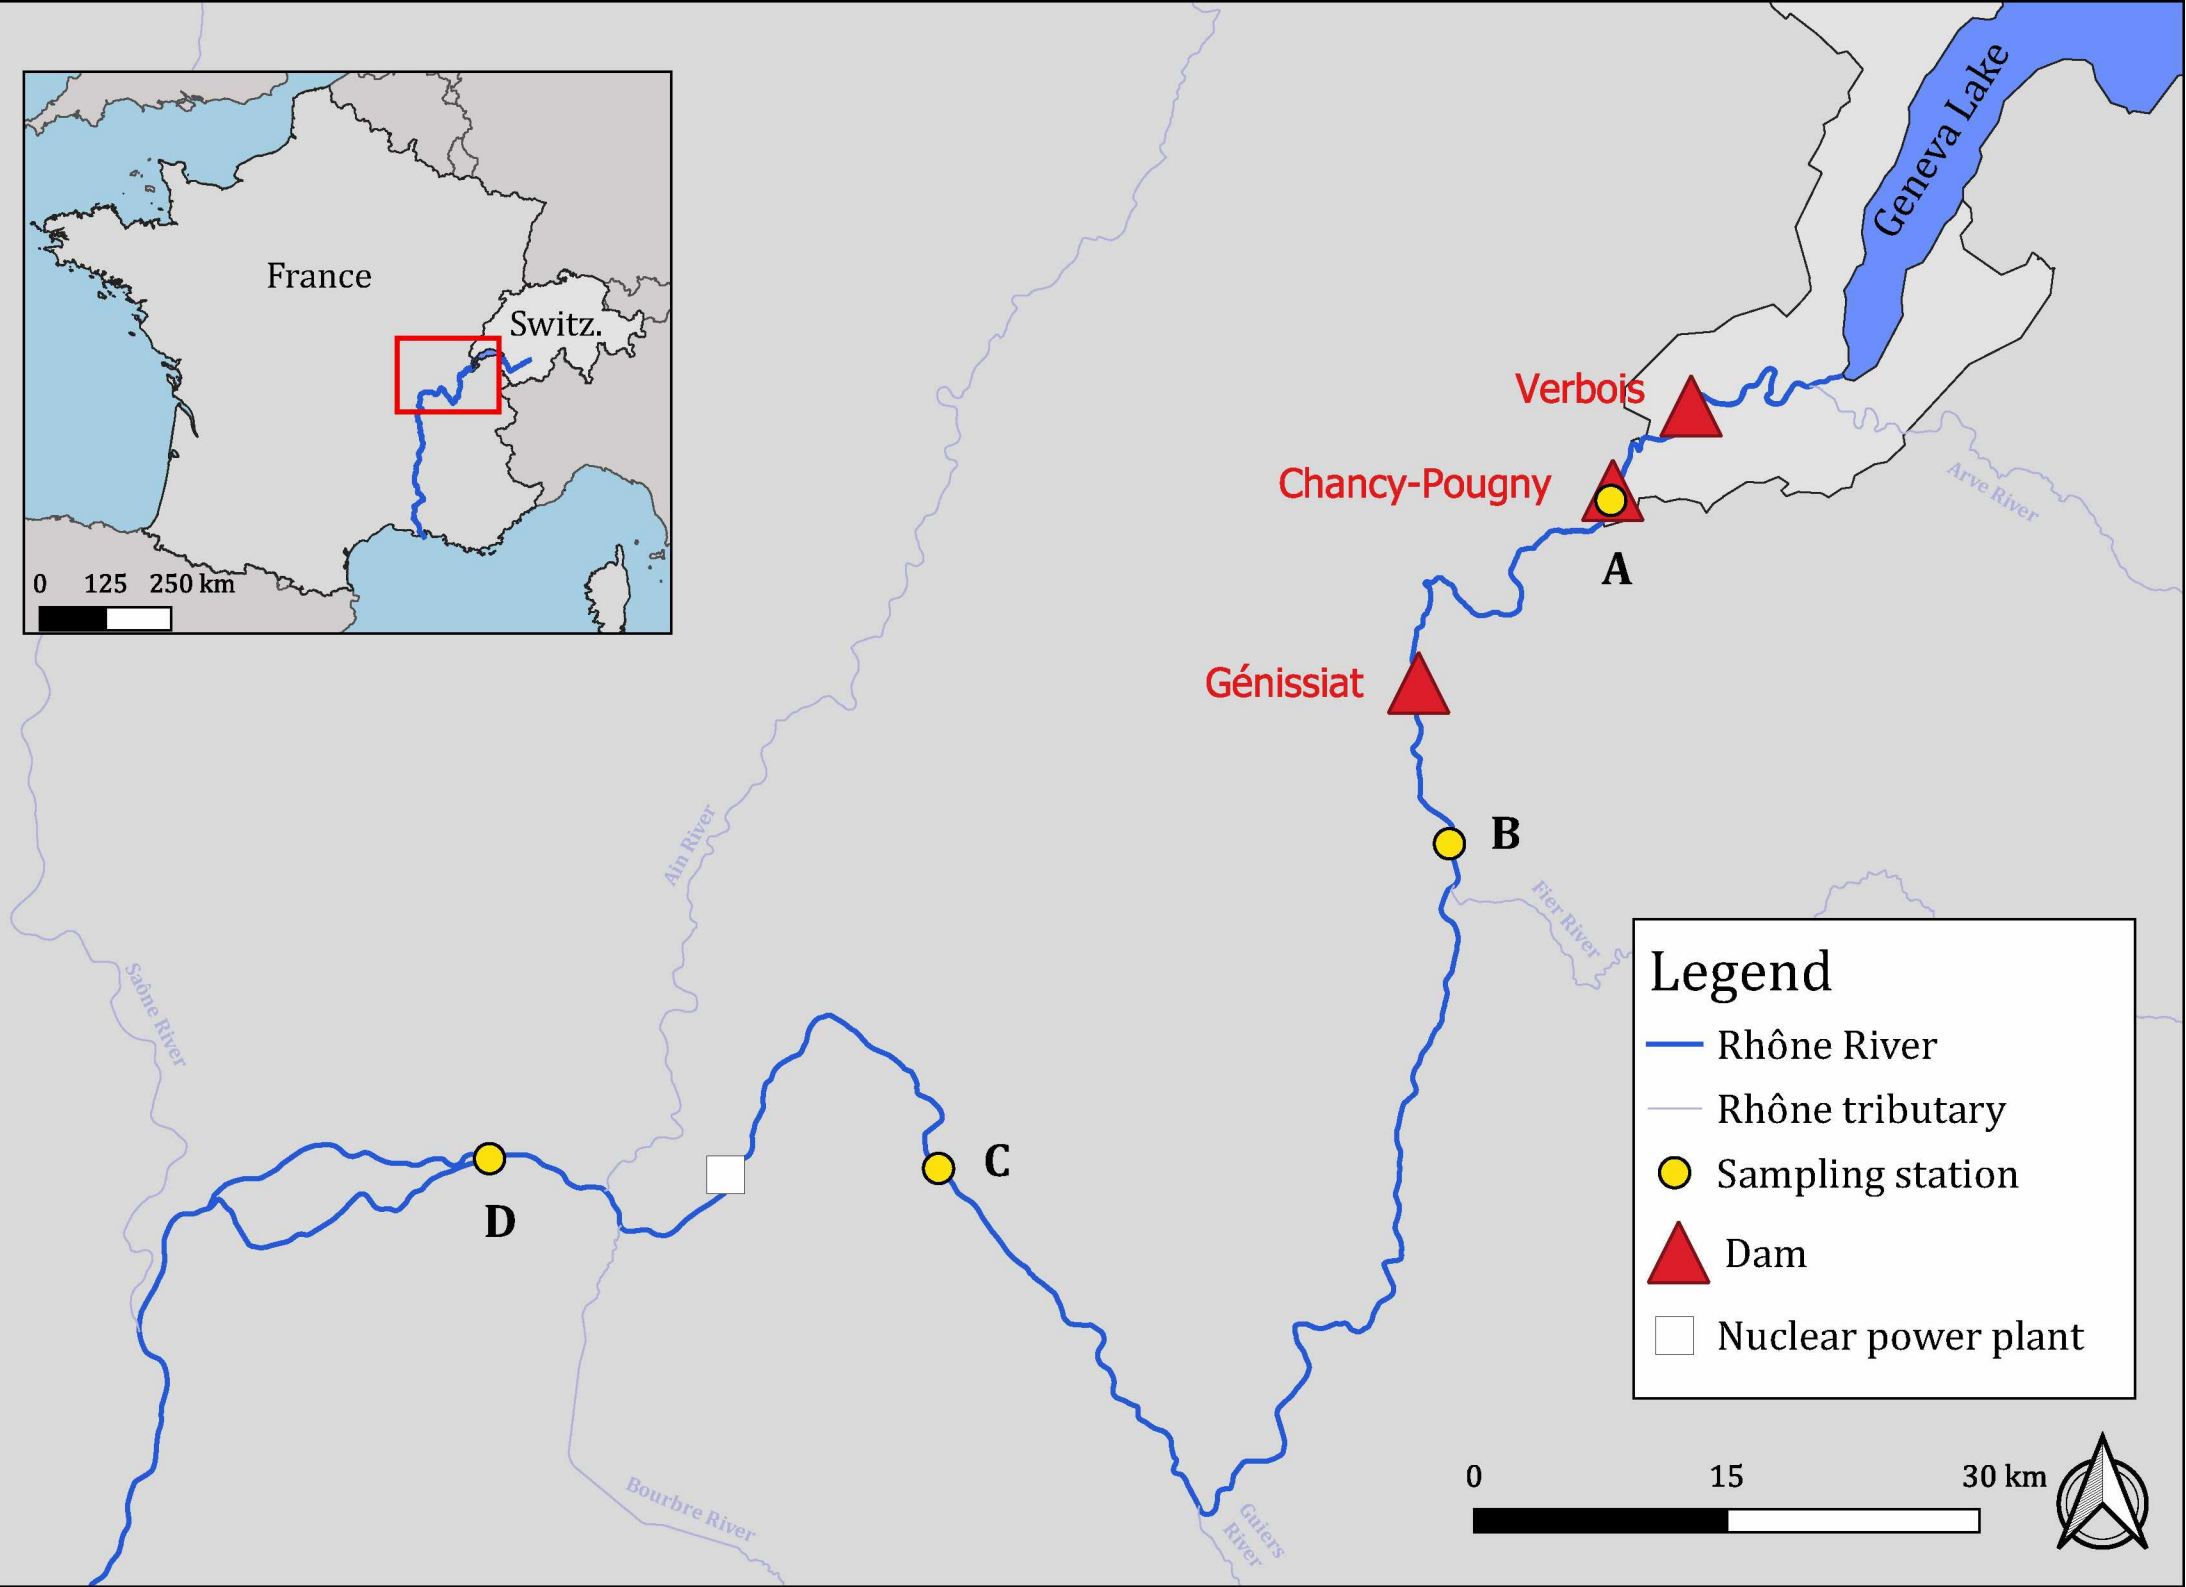 France
Switz.
0 125 250 km
Geneva Lake
Verbois
Chancy-Pougny
A
Arve River
Génissiat
B
Ain River
Fier River
Saône River
C
D
Bourbre River
Guiers
River
Legend
Rhône River
Rhône tributary
Sampling station
Dam
Nuclear power plant
0 15 30 km